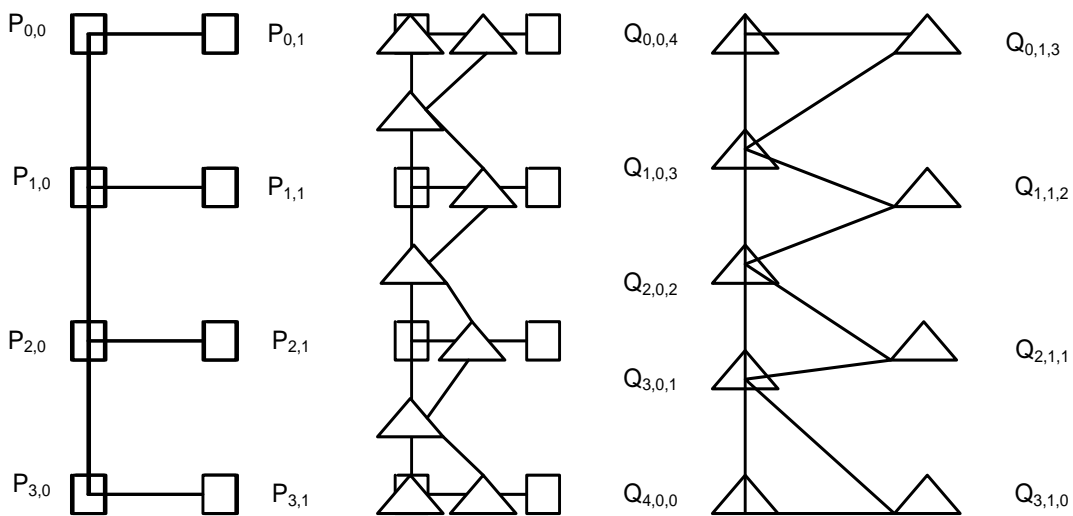 P0,0 P0,1 Q0,0,4 Q0,1,3
P1,0 P1,1 Q1,0,3 Q1,1,2
P2,0 P2,1 Q2,0,2 Q2,1,1
Q3,0,1
P3,0 P3,1 Q4,0,0 Q3,1,0